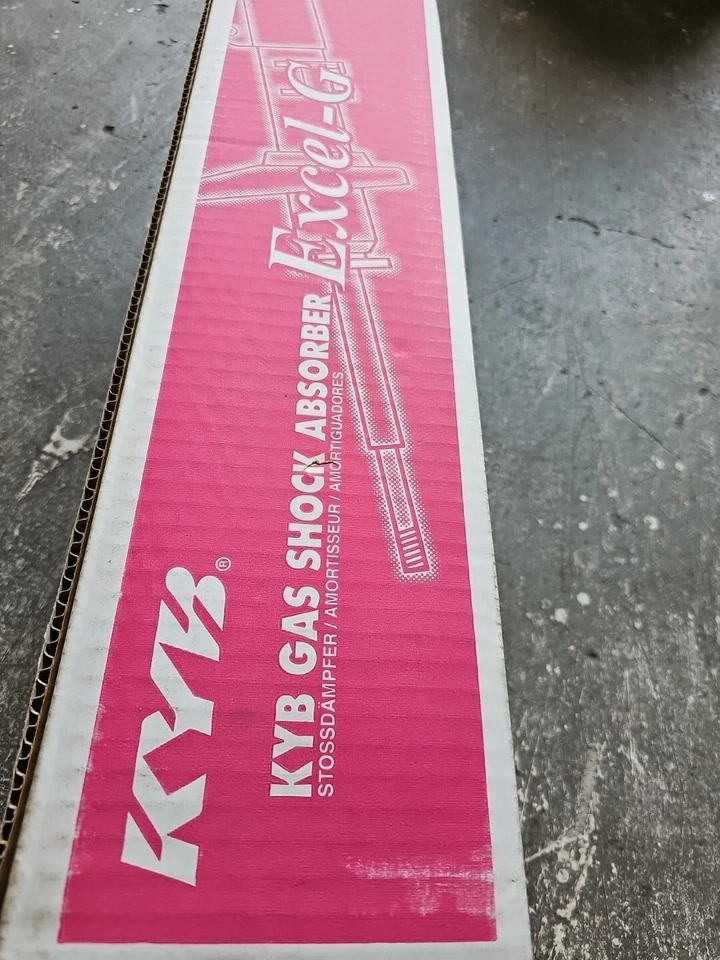 KYB®
KYB GAS SHOCK ABSORBER Excel-G
STOSSDÄMPFER / AMORTISSEUR / AMORTIGUADORES